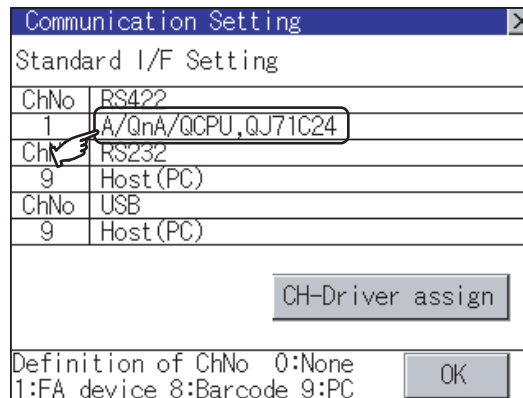 Communication Setting
Standard I/F Setting
ChNo RS422
1 A/QnA/QCPU,QJ71C24
RS232
9 Host(PC)
ChNo USB
9 Host(PC)
CH-Driver assign
Definition of ChNo 0:None
1:FA device 8:Barcode 9:PC
OK